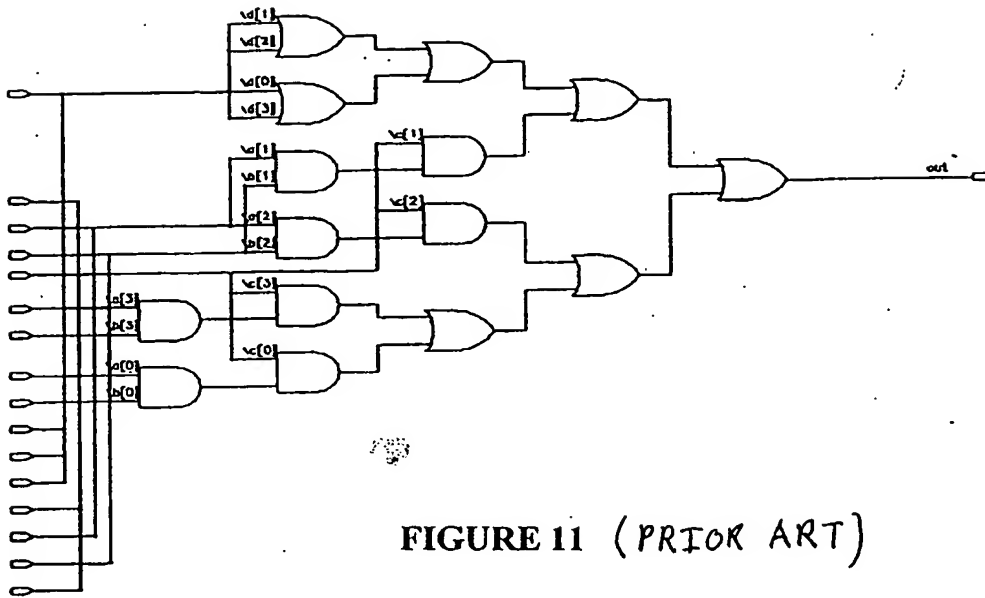 \d[1]
\d[2]
\d[0]
\d[3]
\c[1]
\a[1]
\b[1]
\c[2]
\a[2]
\b[2]
out
\c[3]
\a[3]
\b[3]
\c[0]
\a[0]
\b[0]
FIGURE 11 (PRIOR ART)